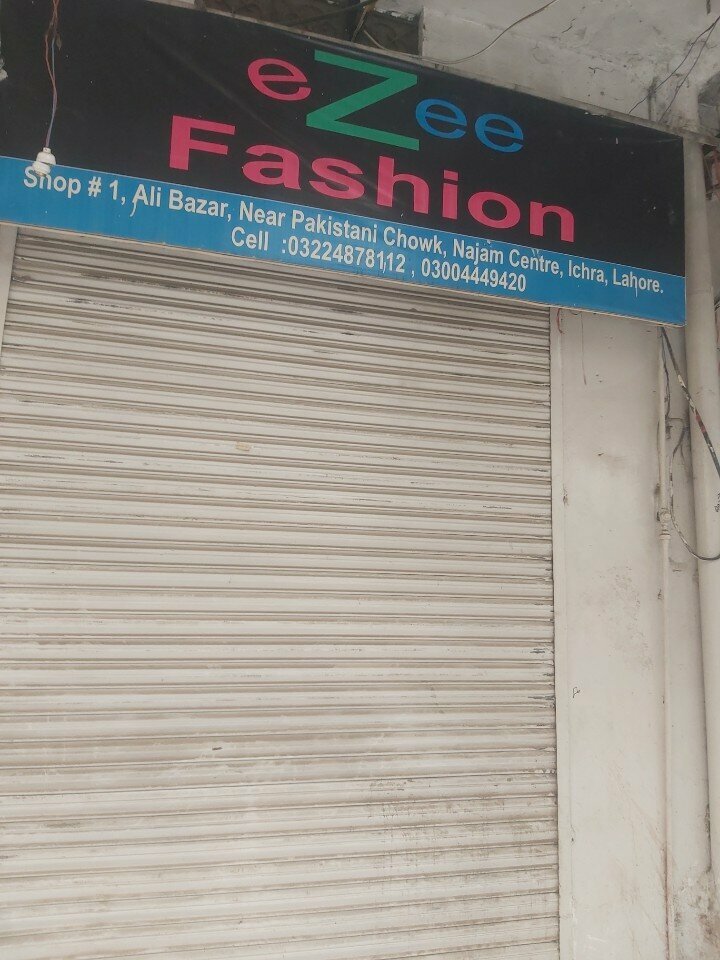 eZee
Fashion
Shop # 1, Ali Bazar, Near Pakistani Chowk, Najam Centre, Ichra, Lahore.
Cell :03224878112 , 03004449420